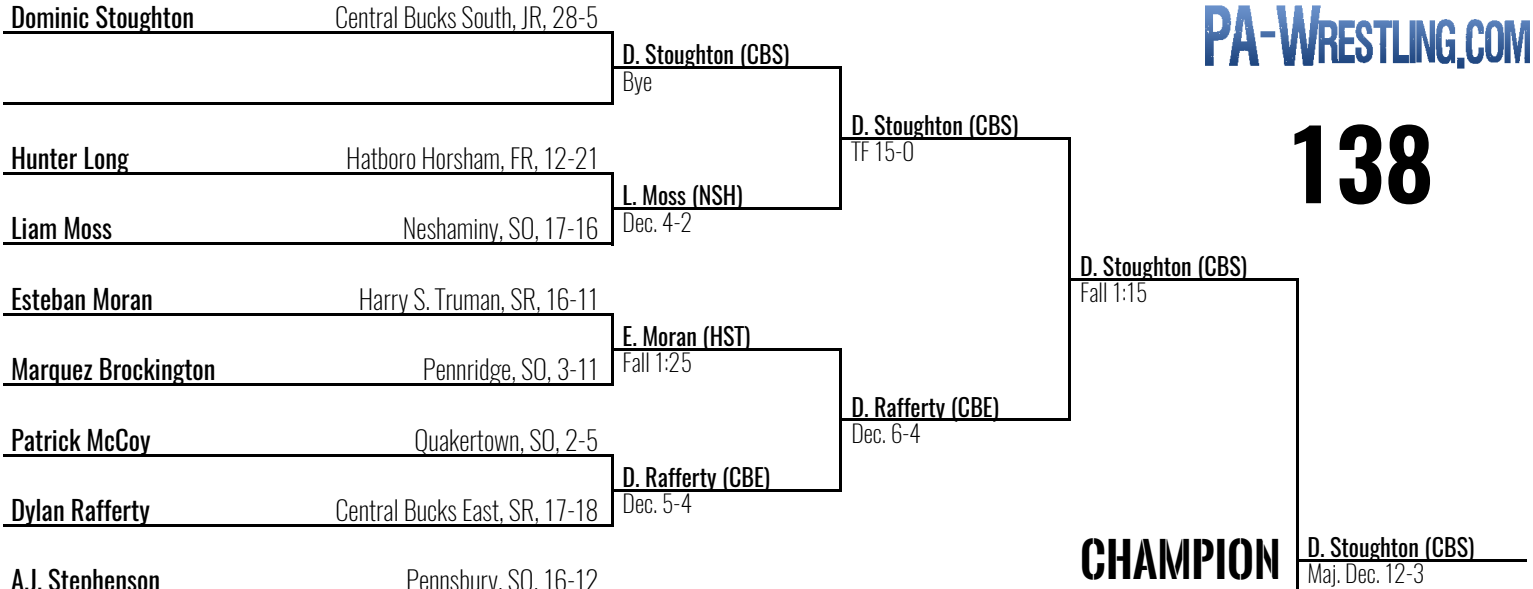 Dominic Stoughton Central Bucks South, JR, 28-5
D. Stoughton (CBS)
Bye
Hunter Long Hatboro Horsham, FR, 12-21
L. Moss (NSH)
Dec. 4-2
Liam Moss Neshaminy, SO, 17-16
D. Stoughton (CBS)
TF 15-0
Esteban Moran Harry S. Truman, SR, 16-11
E. Moran (HST)
Fall 1:25
Marquez Brockington Pennridge, SO, 3-11
Patrick McCoy Quakertown, SO, 2-5
D. Rafferty (CBE)
Dec. 5-4
Dylan Rafferty Central Bucks East, SR, 17-18
D. Rafferty (CBE)
Dec. 6-4
D. Stoughton (CBS)
Fall 1:15
A.J. Stephenson Pennsbury, SO, 16-12
PA-WRESTLING.COM
138
CHAMPION
D. Stoughton (CBS)
Maj. Dec. 12-3